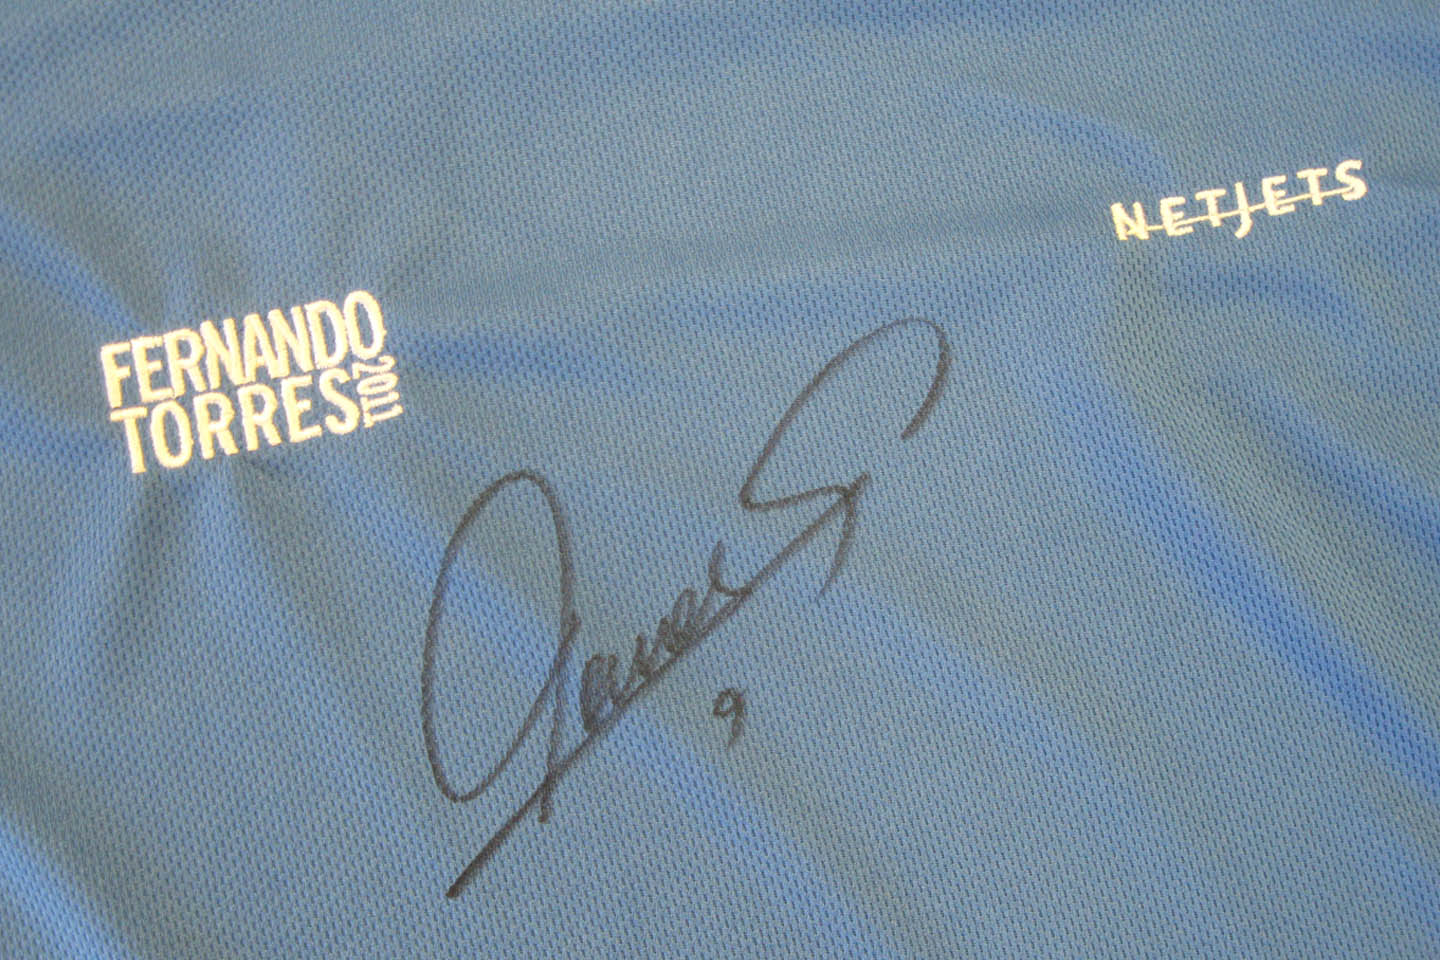 NETJETS
FERNANDO
TORRES 2011
9